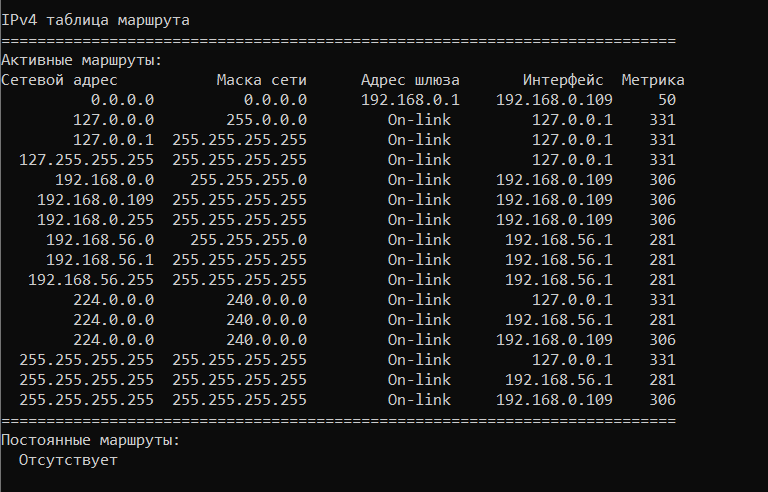 IPv4 таблица маршрута
===========================================================================
Активные маршруты:
Сетевой адрес           Маска сети      Адрес шлюза       Интерфейс  Метрика
          0.0.0.0          0.0.0.0      192.168.0.1    192.168.0.109     50
        127.0.0.0        255.0.0.0         On-link         127.0.0.1    331
        127.0.0.1  255.255.255.255         On-link         127.0.0.1    331
  127.255.255.255  255.255.255.255         On-link         127.0.0.1    331
      192.168.0.0    255.255.255.0         On-link     192.168.0.109    306
    192.168.0.109  255.255.255.255         On-link     192.168.0.109    306
    192.168.0.255  255.255.255.255         On-link     192.168.0.109    306
     192.168.56.0    255.255.255.0         On-link      192.168.56.1    281
     192.168.56.1  255.255.255.255         On-link      192.168.56.1    281
   192.168.56.255  255.255.255.255         On-link      192.168.56.1    281
        224.0.0.0        240.0.0.0         On-link         127.0.0.1    331
        224.0.0.0        240.0.0.0         On-link      192.168.56.1    281
        224.0.0.0        240.0.0.0         On-link     192.168.0.109    306
  255.255.255.255  255.255.255.255         On-link         127.0.0.1    331
  255.255.255.255  255.255.255.255         On-link      192.168.56.1    281
  255.255.255.255  255.255.255.255         On-link     192.168.0.109    306
===========================================================================
Постоянные маршруты:
  Отсутствует